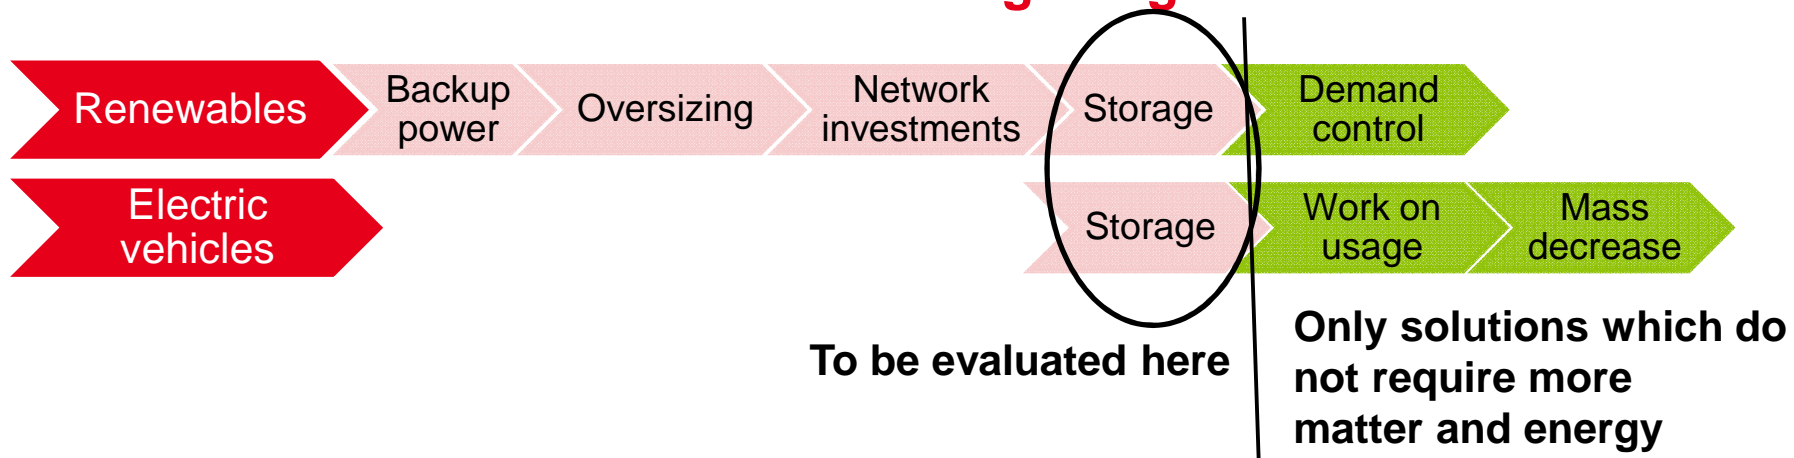 Renewables
Backup
power
Oversizing
Network
investments
Storage
Demand
control
Electric
vehicles
Storage
Work on
usage
Mass
decrease
To be evaluated here
Only solutions which do
not require more
matter and energy